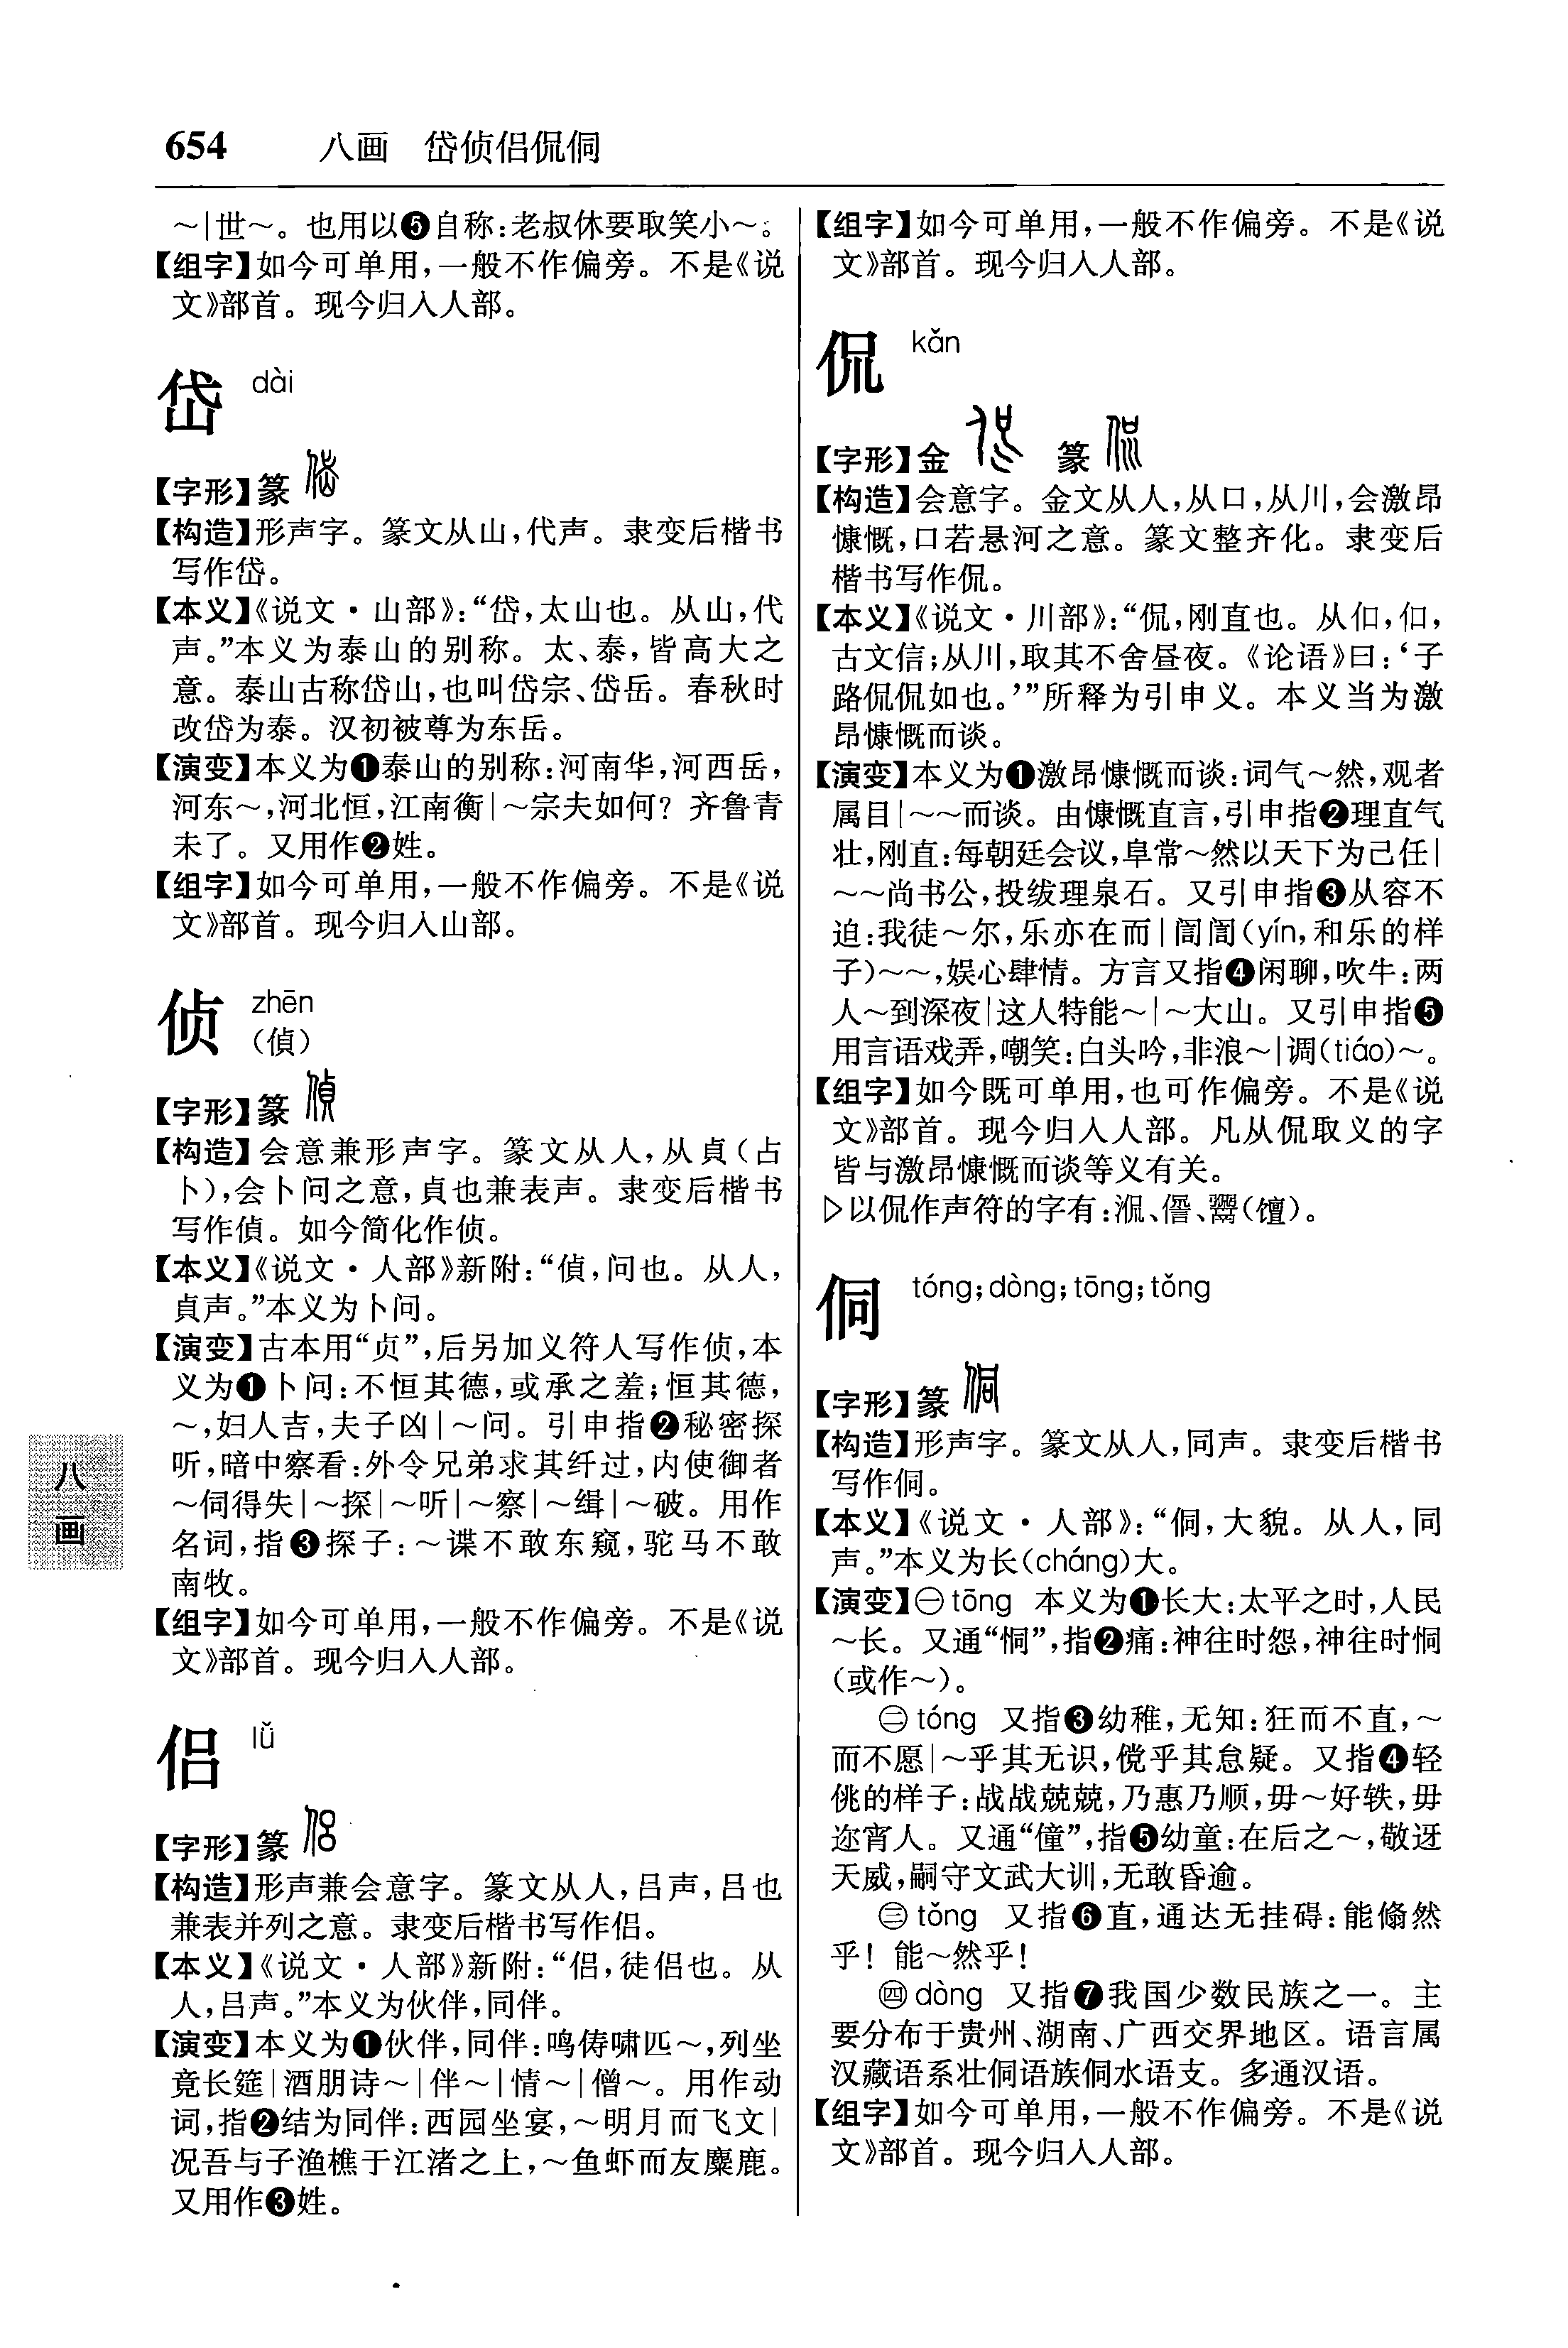 654 八画 岱侦侣侃侗
～|世～。也用以❺自称:老叔休要取笑小～。
【组字】如今可单用,一般不作偏旁。不是《说
文》部首。现今归入人部。
岱 dài
【字形】篆
【构造】形声字。篆文从山,代声。隶变后楷书
写作岱。
【本义】《说文·山部》:“岱,太山也。从山,代
声。”本义为泰山的别称。太、泰,皆高大之
意。泰山古称岱山,也叫岱宗、岱岳。春秋时
改岱为泰。汉初被尊为东岳。
【演变】本义为❶泰山的别称:河南华,河西岳,
河东～,河北恒,江南衡|～宗夫如何?齐鲁青
未了。又用作❷姓。
【组字】如今可单用,一般不作偏旁。不是《说
文》部首。现今归入山部。
侦 zhēn
(偵)
【字形】篆
【构造】会意兼形声字。篆文从人,从貞(占
卜),会卜问之意,貞也兼表声。隶变后楷书
写作偵。如今简化作侦。
【本义】《说文·人部》新附:“偵,问也。从人,
貞声。”本义为卜问。
【演变】古本用“贞”,后另加义符人写作侦,本
义为❶卜问:不恒其德,或承之羞;恒其德,
～,妇人吉,夫子凶|～问。引申指❷秘密探
听,暗中察看:外令兄弟求其纤过,内使御者
～伺得失|～探|～听|～察|～缉|～破。用作
名词,指❸探子:～谍不敢东窥,驼马不敢
南牧。
【组字】如今可单用,一般不作偏旁。不是《说
文》部首。现今归入人部。
侣 lǚ
【字形】篆
【构造】形声兼会意字。篆文从人,吕声,吕也
兼表并列之意。隶变后楷书写作侣。
【本义】《说文·人部》新附:“侣,徒侣也。从
人,吕声。”本义为伙伴,同伴。
【演变】本义为❶伙伴,同伴:鸣俦啸匹～,列坐
竟长筵|酒朋诗～|伴～|情～|僧～。用作动
词,指❷结为同伴:西园坐宴,～明月而飞文|
况吾与子渔樵于江渚之上,～鱼虾而友麋鹿。
又用作❸姓。
【组字】如今可单用,一般不作偏旁。不是《说
文》部首。现今归入人部。
侃 kǎn
【字形】金 篆
【构造】会意字。金文从人,从口,从川,会激昂
慷慨,口若悬河之意。篆文整齐化。隶变后
楷书写作侃。
【本义】《说文·川部》:“侃,刚直也。从㐰,㐰,
古文信;从川,取其不舍昼夜。《论语》曰:‘子
路侃侃如也。’”所释为引申义。本义当为激
昂慷慨而谈。
【演变】本义为❶激昂慷慨而谈:词气～然,观者
属目|～～而谈。由慷慨直言,引申指❷理直气
壮,刚直:每朝廷会议,阜常～然以天下为己任|
～～尚书公,投绂理泉石。又引申指❸从容不
迫:我徒～尔,乐亦在而|訚訚(yín,和乐的样
子)～～,娱心肆情。方言又指❹闲聊,吹牛:两
人～到深夜|这人特能～|～大山。又引申指❺
用言语戏弄,嘲笑:白头吟,非浪～|调(tiáo)～。
【组字】如今既可单用,也可作偏旁。不是《说
文》部首。现今归入人部。凡从侃取义的字
皆与激昂慷慨而谈等义有关。
▷以侃作声符的字有:㳘、諐、鬻(饘)。
侗 tóng;dòng;tōng;tǒng
【字形】篆
【构造】形声字。篆文从人,同声。隶变后楷书
写作侗。
【本义】《说文·人部》:“侗,大貌。从人,同
声。”本义为长(cháng)大。
【演变】㊀tōng 本义为❶长大:太平之时,人民
～长。又通“恫”,指❷痛:神往时怨,神往时恫
(或作～)。
㊁tóng 又指❸幼稚,无知:狂而不直,～
而不愿|～乎其无识,傥乎其怠疑。又指❹轻
佻的样子:战战兢兢,乃惠乃顺,毋～好轶,毋
迩宵人。又通“僮”,指❺幼童:在后之～,敬迓
天威,嗣守文武大训,无敢昏逾。
㊂tǒng 又指❻直,通达无挂碍:能翛然
乎!能～然乎!
㊃dòng 又指❼我国少数民族之一。主
要分布于贵州、湖南、广西交界地区。语言属
汉藏语系壮侗语族侗水语支。多通汉语。
【组字】如今可单用,一般不作偏旁。不是《说
文》部首。现今归入人部。
八
画